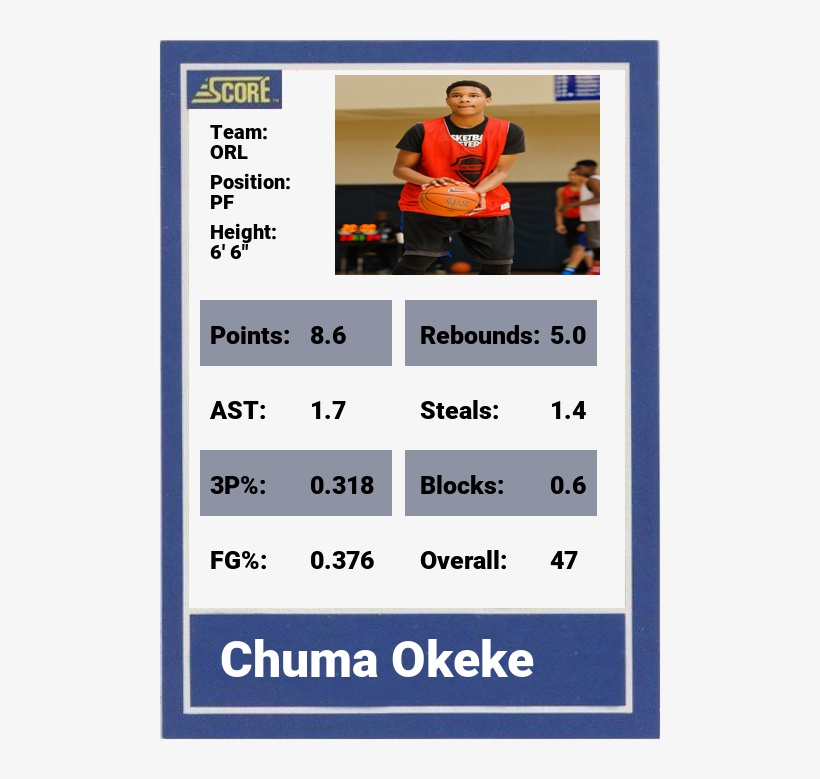 SCORE
Team:
ORL
Position:
PF
Height:
6' 6"
Points: 8.6 Rebounds: 5.0
AST: 1.7 Steals: 1.4
3P%: 0.318 Blocks: 0.6
FG%: 0.376 Overall: 47
Chuma Okeke